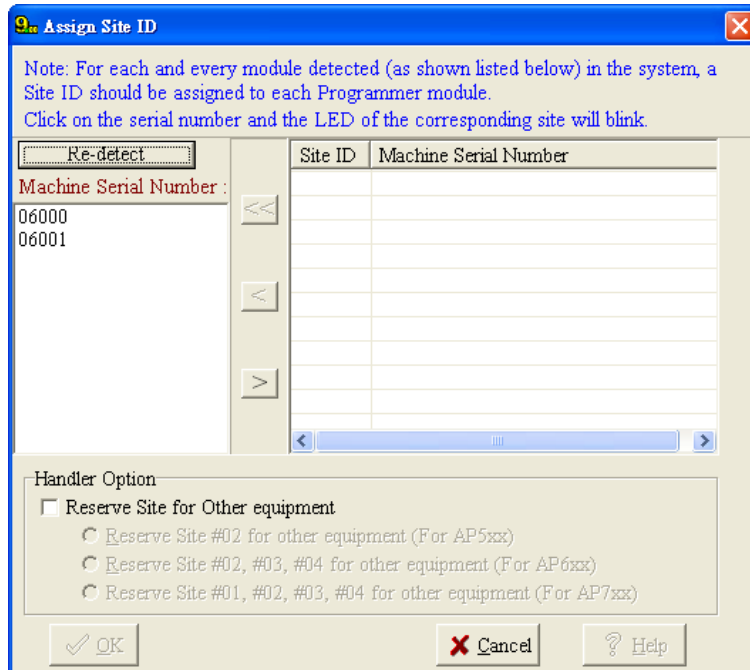 Assign Site ID
Note: For each and every module detected (as shown listed below) in the system, a
Site ID should be assigned to each Programmer module.
Click on the serial number and the LED of the corresponding site will blink.
Re-detect
Machine Serial Number :
06000
06001
<<
<
>
Site ID Machine Serial Number
Handler Option
Reserve Site for Other equipment
Reserve Site #02 for other equipment (For AP5xx)
Reserve Site #02, #03, #04 for other equipment (For AP6xx)
Reserve Site #01, #02, #03, #04 for other equipment (For AP7xx)
OK
Cancel
Help